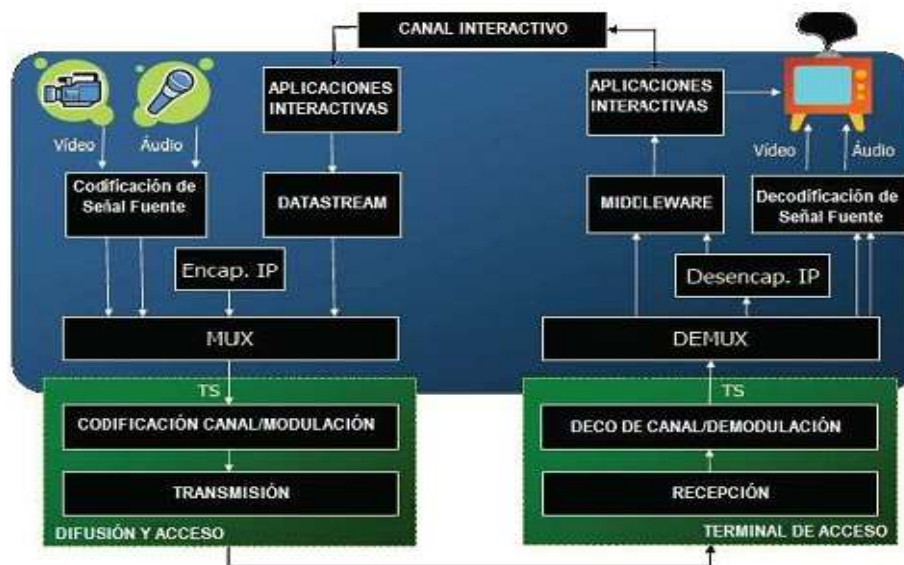 CANAL INTERACTIVO
APLICACIONES
INTERACTIVAS
APLICACIONES
INTERACTIVAS
Vídeo
Áudio
Vídeo
Áudio
Codificación de
Señal Fuente
DATASTREAM
MIDDLEWARE
Decodificación de
Señal Fuente
Encap. IP
Desencap. IP
MUX
DEMUX
TS
TS
CODIFICACIÓN CANAL/MODULACIÓN
DECO DE CANAL/DEMODULACIÓN
TRANSMISIÓN
RECEPCIÓN
DIFUSIÓN Y ACCESO
TERMINAL DE ACCESO